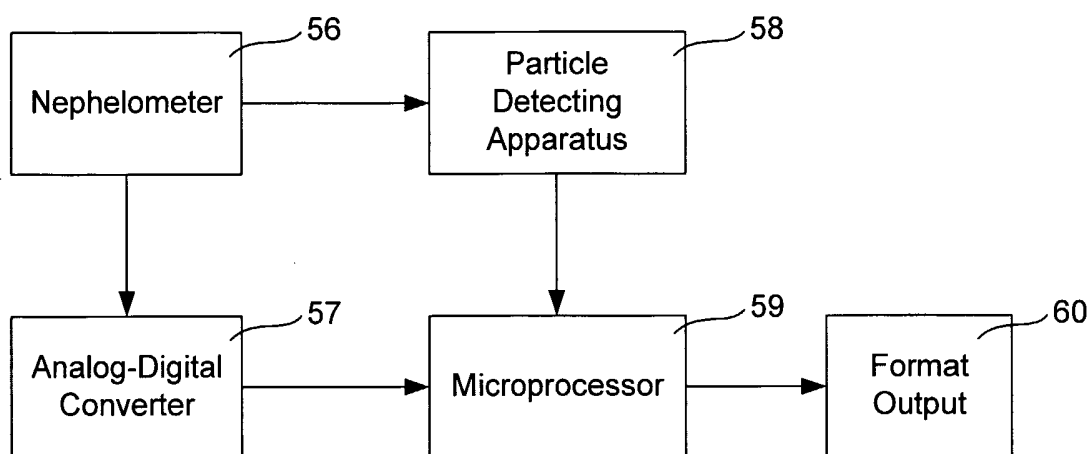 56
Nephelometer
58
Particle
Detecting
Apparatus
57
Analog-Digital
Converter
59
Microprocessor
60
Format
Output